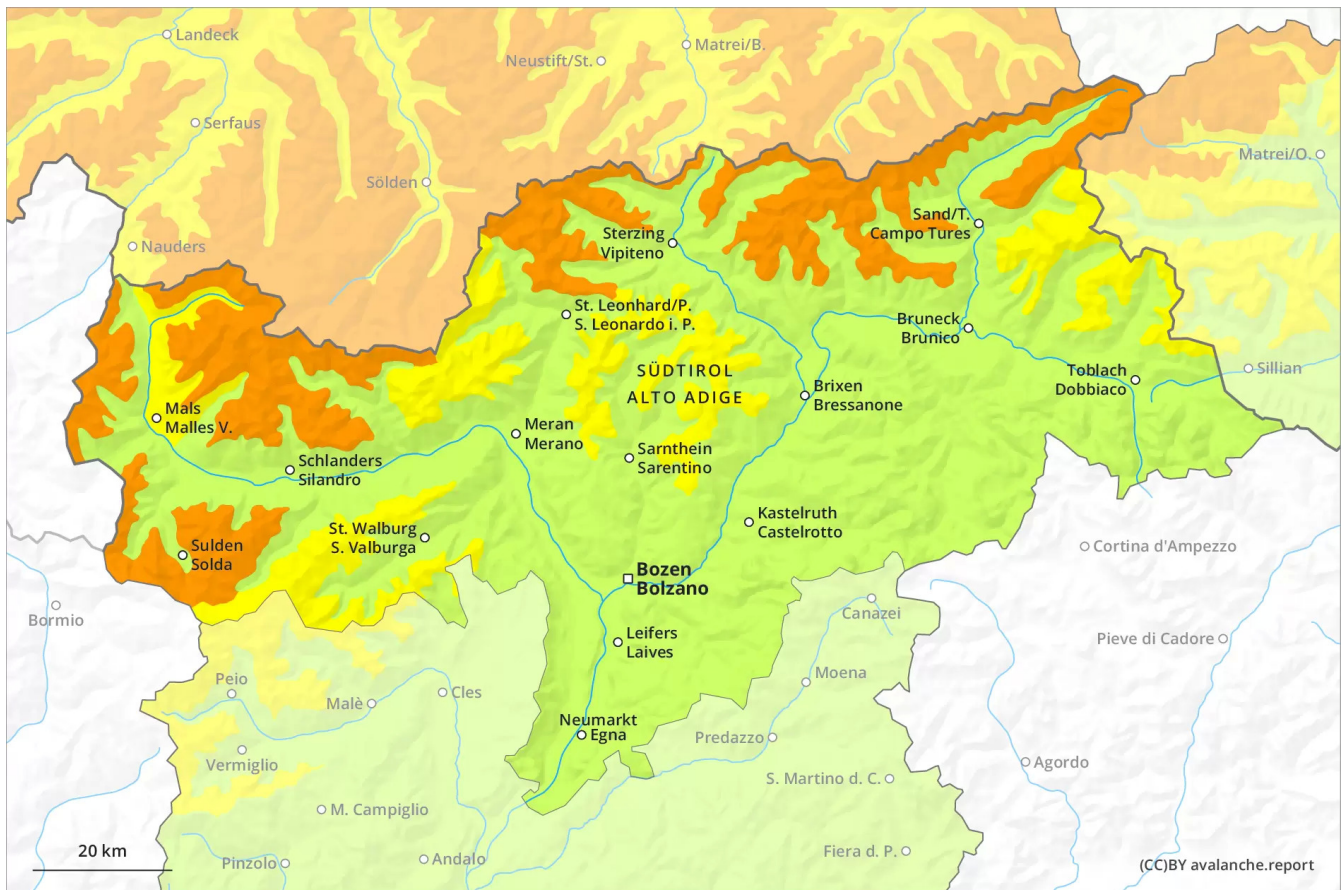 Landeck
Matrei/B.
Neustift/St.
Serfaus
Matrei/O.
Sölden
Sand/T.
Campo Tures
Sterzing
Vipiteno
Nauders
St. Leonhard/P.
S. Leonardo i. P.
Bruneck
Brunico
SÜDTIROL
ALTO ADIGE
Toblach
Dobbiaco
Sillian
Brixen
Bressanone
Mals
Malles V.
Meran
Merano
Schlanders
Silandro
Sarnthein
Sarentino
Kastelruth
Castelrotto
St. Walburg
S. Valburga
Sulden
Solda
Cortina d'Ampezzo
Bozen
Bolzano
Bormio
Canazei
Leifers
Laives
Pieve di Cadore
Peio
Moena
Malè
Cles
Neumarkt
Egna
Predazzo
Vermiglio
Agordo
S. Martino d. C.
M. Campiglio
20 km
Pinzolo
Andalo
Fiera d. P.
(CC)BY avalanche.report